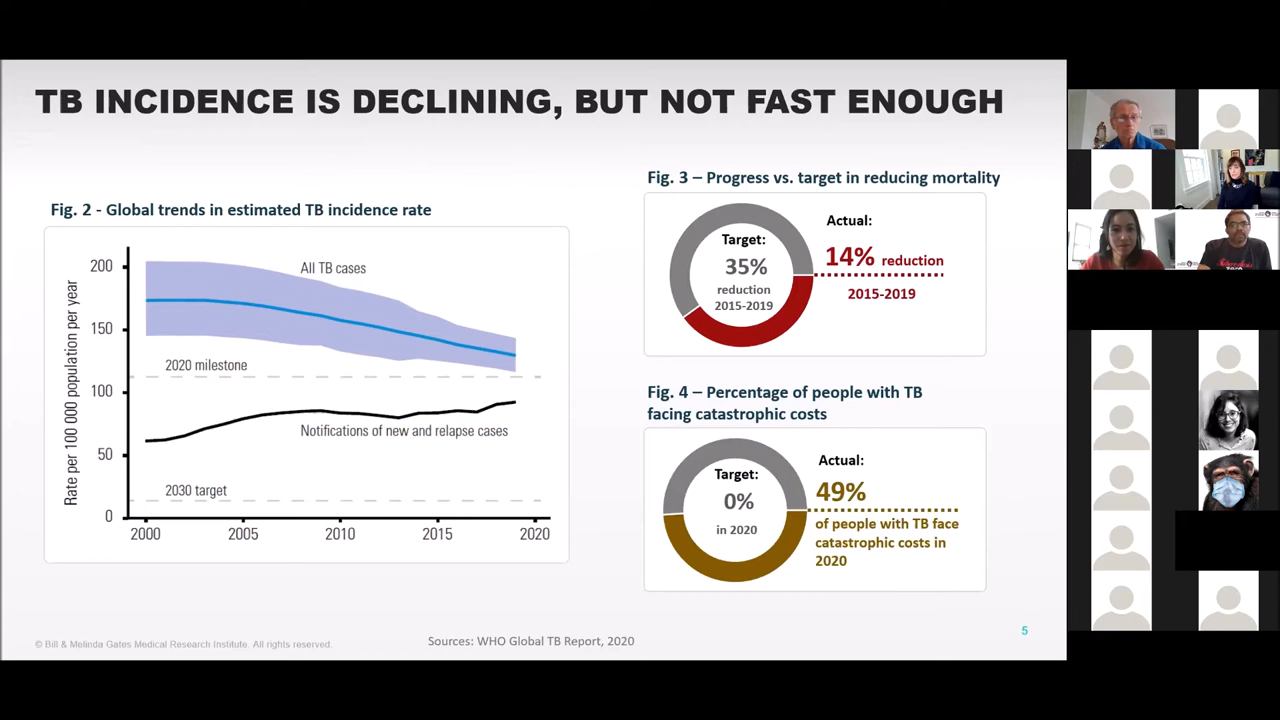 TB INCIDENCE IS DECLINING, BUT NOT FAST ENOUGH
Fig. 2 - Global trends in estimated TB incidence rate
Rate per 100 000 population per year
200
150
100
50
0
2000
2005
2010
2015
2020
All TB cases
2020 milestone
Notifications of new and relapse cases
2030 target
Fig. 3 – Progress vs. target in reducing mortality
Target:
35%
reduction
2015-2019
Actual:
14% reduction
2015-2019
Fig. 4 – Percentage of people with TB
facing catastrophic costs
Target:
0%
in 2020
Actual:
49%
of people with TB face
catastrophic costs in
2020
© Bill & Melinda Gates Medical Research Institute. All rights reserved.
Sources: WHO Global TB Report, 2020
5